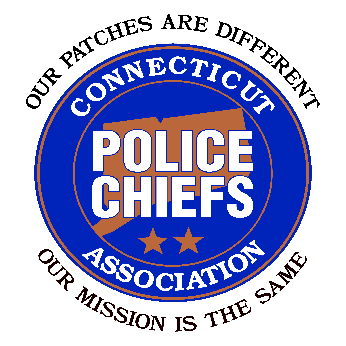 OUR PATCHES ARE DIFFERENT
CONNECTICUT
POLICE
CHIEFS
ASSOCIATION
OUR MISSION IS THE SAME